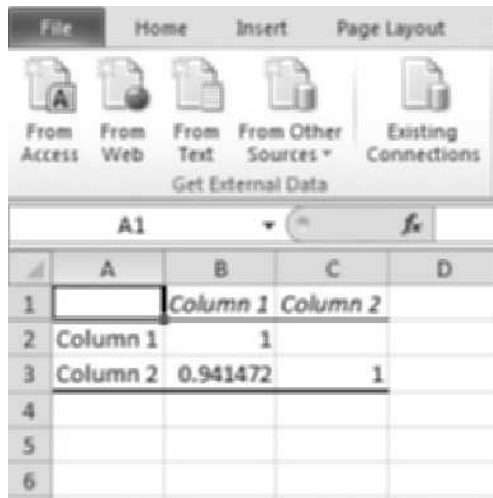 File Home Insert Page Layout
From Access From Web From Text From Other Sources Existing Connections
Get External Data
A1 fx
A B C D
1 Column 1 Column 2
2 Column 1 1
3 Column 2 0.941472 1
4
5
6